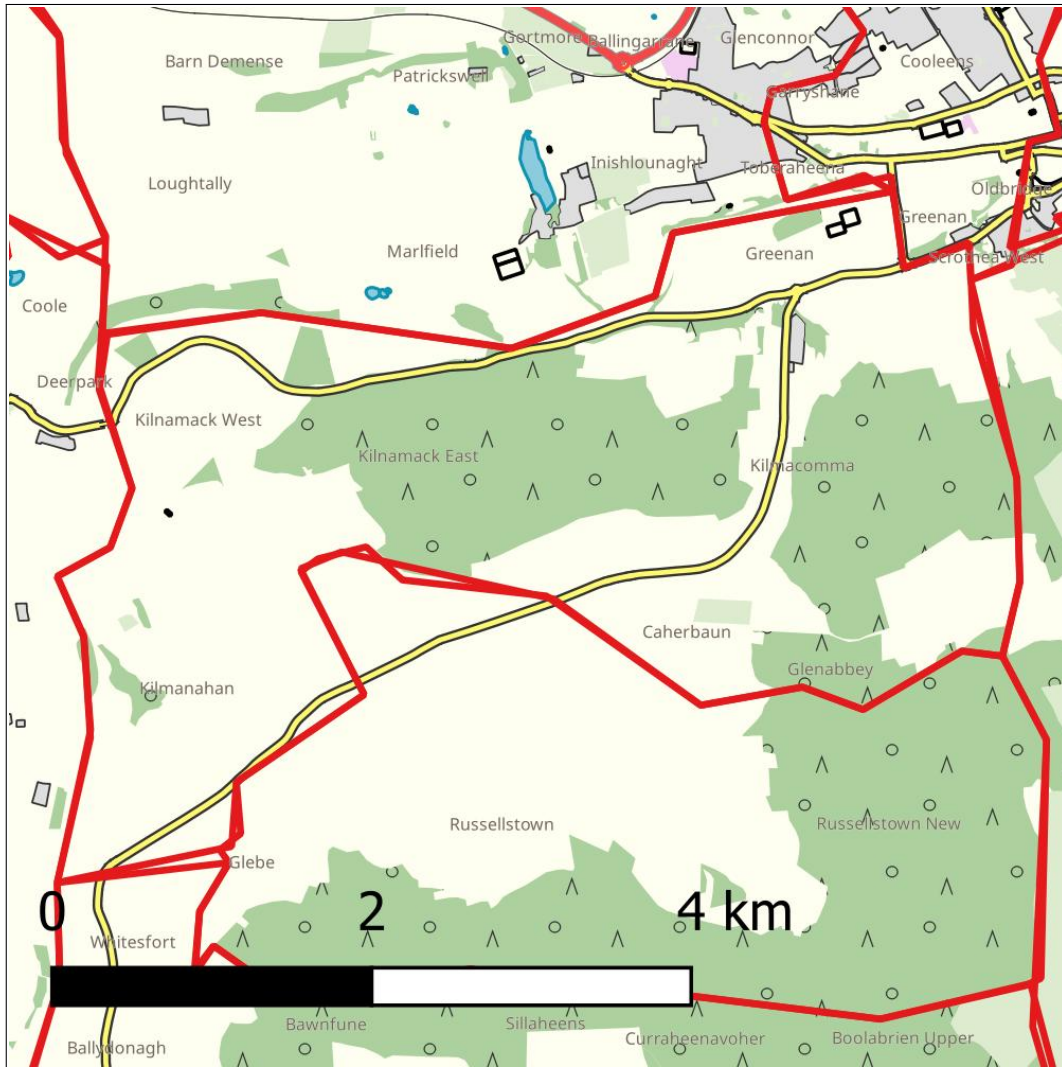 Gortmore
Ballingarrane
Glenconnor
Barn Demense
Cooleens
Patrickswell
Garryshane
Inishlounaght
Toberaheena
Loughtally
Oldbridge
Greenan
Marlfield
Greenan
Scrothea West
Coole
Deerpark
Kilnamack West
Kilnamack East
Kilmacomma
Caherbaun
Glenabbey
Kilmanahan
Russellstown
Russellstown New
Glebe
0 2 4 km
Whitesfort
Bawnfune
Sillaheens
Curraheenavoher
Boolabrien Upper
Ballydonagh